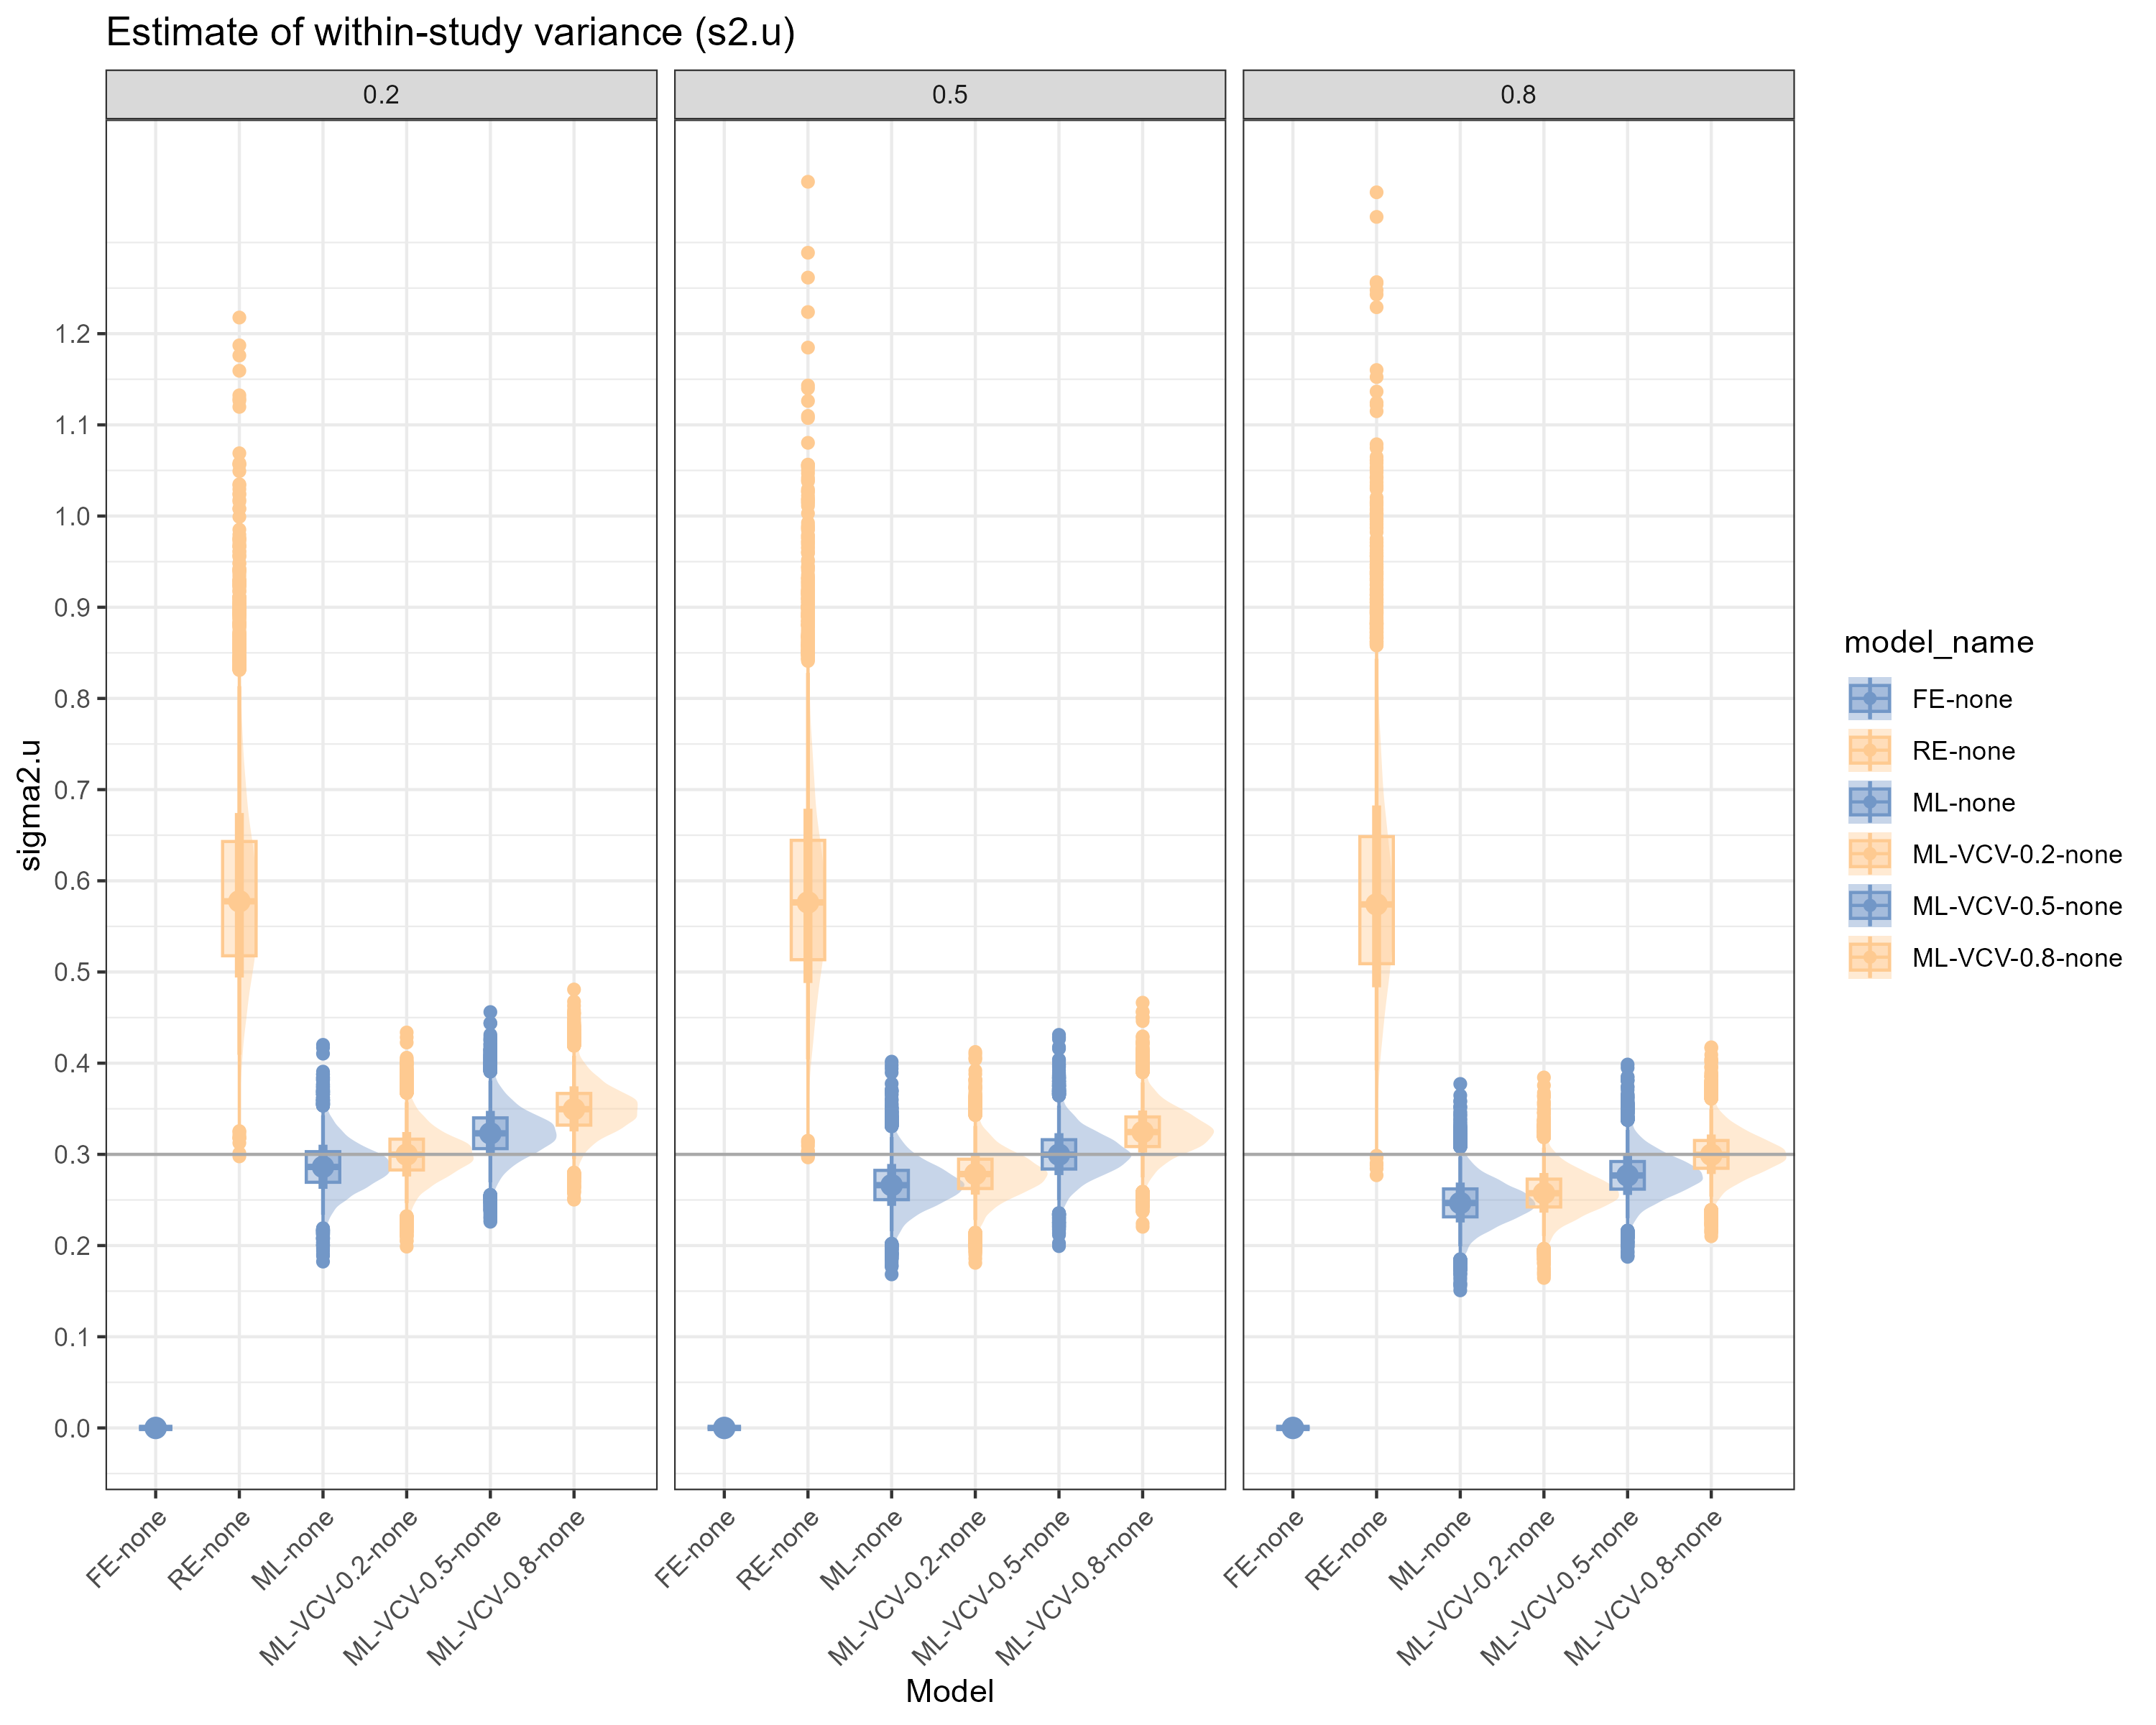 Estimate of within-study variance (s2.u)
0.2
0.5
0.8
sigma2.u
1.2
1.1
1.0
0.9
0.8
0.7
0.6
0.5
0.4
0.3
0.2
0.1
0.0
FE-none
RE-none
ML-none
ML-VCV-0.2-none
ML-VCV-0.5-none
ML-VCV-0.8-none
FE-none
RE-none
ML-none
ML-VCV-0.2-none
ML-VCV-0.5-none
ML-VCV-0.8-none
FE-none
RE-none
ML-none
ML-VCV-0.2-none
ML-VCV-0.5-none
ML-VCV-0.8-none
Model
model_name
FE-none
RE-none
ML-none
ML-VCV-0.2-none
ML-VCV-0.5-none
ML-VCV-0.8-none